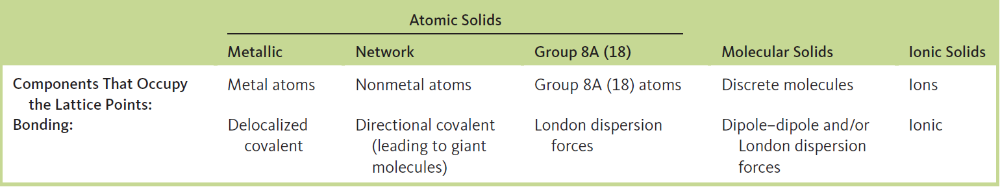 Atomic Solids
Metallic Network Group 8A (18) Molecular Solids Ionic Solids
Components That Occupy the Lattice Points: Metal atoms Nonmetal atoms Group 8A (18) atoms Discrete molecules Ions
Bonding: Delocalized covalent Directional covalent (leading to giant molecules) London dispersion forces Dipole–dipole and/or London dispersion forces Ionic